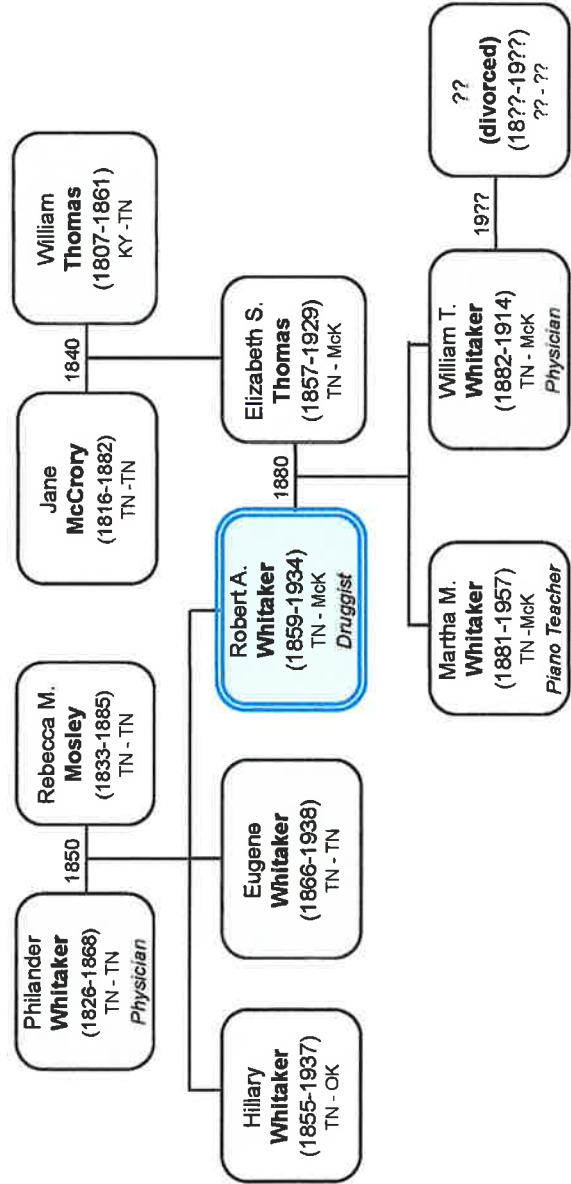 Philander
Whitaker
(1826-1868)
TN - TN
Physician
1850
Rebecca M.
Mosley
(1833-1885)
TN - TN
Jane
McCrory
(1816-1882)
TN -TN
1840
William
Thomas
(1807-1861)
KY -TN
Hillary
Whitaker
(1855-1937)
TN - OK
Eugene
Whitaker
(1866-1938)
TN - TN
Robert A.
Whitaker
(1859-1934)
TN - McK
Druggist
1880
Elizabeth S.
Thomas
(1857-1929)
TN - McK
Martha M.
Whitaker
(1881-1957)
TN -McK
Piano Teacher
William T.
Whitaker
(1882-1914)
TN - McK
Physician
19??
??
(divorced)
(18??-19??)
?? - ??